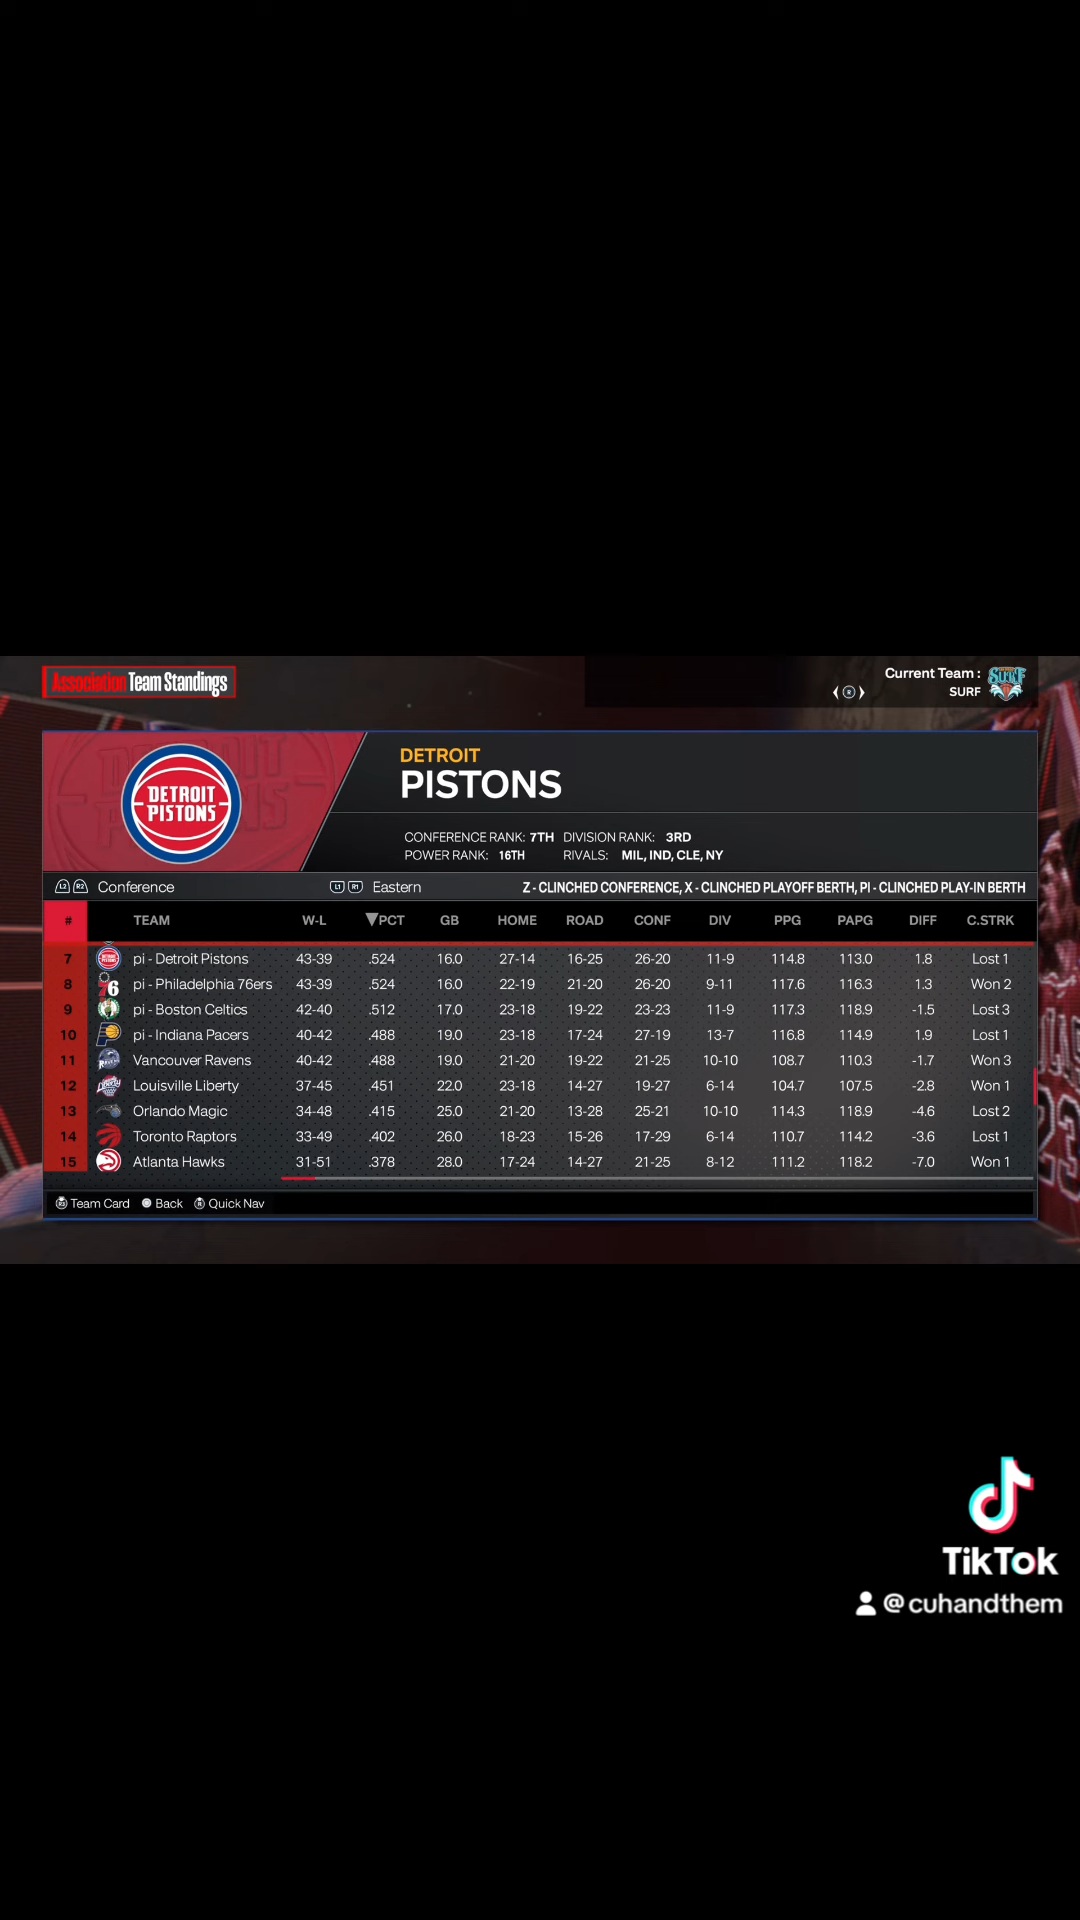 Association Team Standings
Current Team :
SURF
R
SURF
DETROIT
PISTONS
DETROIT
PISTONS
CONFERENCE RANK: 7TH DIVISION RANK: 3RD
POWER RANK: 16TH RIVALS: MIL, IND, CLE, NY
L2 R2 Conference L1 R1 Eastern Z - CLINCHED CONFERENCE, X - CLINCHED PLAYOFF BERTH, PI - CLINCHED PLAY-IN BERTH
# TEAM W-L PCT GB HOME ROAD CONF DIV PPG PAPG DIFF C.STRK
7 pi - Detroit Pistons 43-39 .524 16.0 27-14 16-25 26-20 11-9 114.8 113.0 1.8 Lost 1
8 pi - Philadelphia 76ers 43-39 .524 16.0 22-19 21-20 26-20 9-11 117.6 116.3 1.3 Won 2
9 pi - Boston Celtics 42-40 .512 17.0 23-18 19-22 23-23 11-9 117.3 118.9 -1.5 Lost 3
10 pi - Indiana Pacers 40-42 .488 19.0 23-18 17-24 27-19 13-7 116.8 114.9 1.9 Lost 1
11 Vancouver Ravens 40-42 .488 19.0 21-20 19-22 21-25 10-10 108.7 110.3 -1.7 Won 3
12 Louisville Liberty 37-45 .451 22.0 23-18 14-27 19-27 6-14 104.7 107.5 -2.8 Won 1
13 Orlando Magic 34-48 .415 25.0 21-20 13-28 25-21 10-10 114.3 118.9 -4.6 Lost 2
14 Toronto Raptors 33-49 .402 26.0 18-23 15-26 17-29 6-14 110.7 114.2 -3.6 Lost 1
15 Atlanta Hawks 31-51 .378 28.0 17-24 14-27 21-25 8-12 111.2 118.2 -7.0 Won 1
R3 Team Card Back R Quick Nav
23
TikTok
@cuhandthem